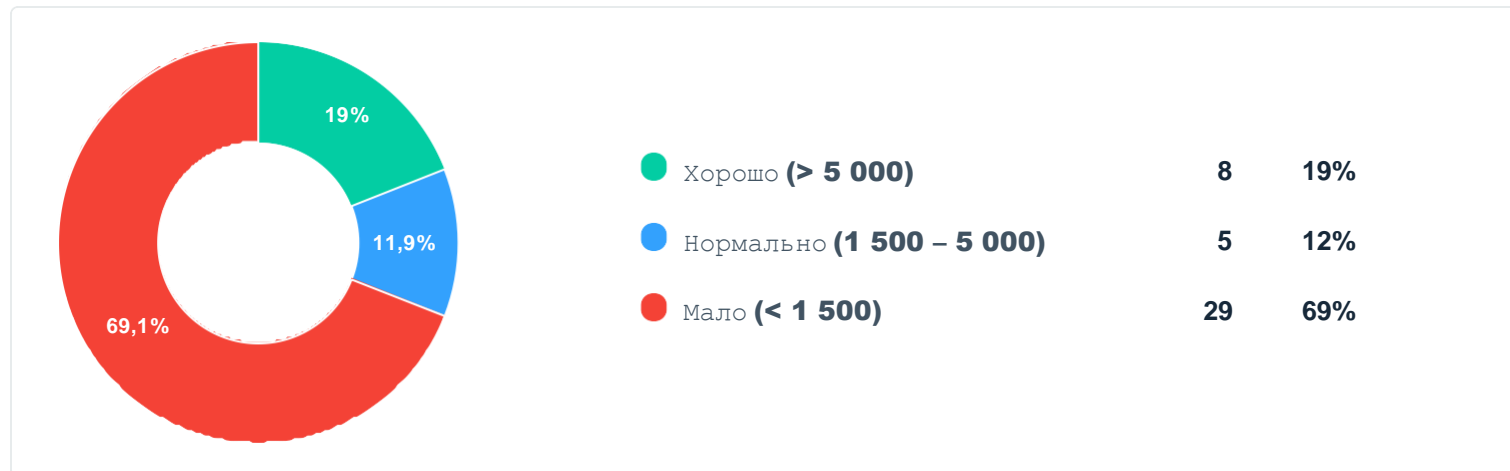 19%
11,9%
69,1%
Хорошо (> 5 000) 8 19%
Нормально (1 500 – 5 000) 5 12%
Мало (< 1 500) 29 69%